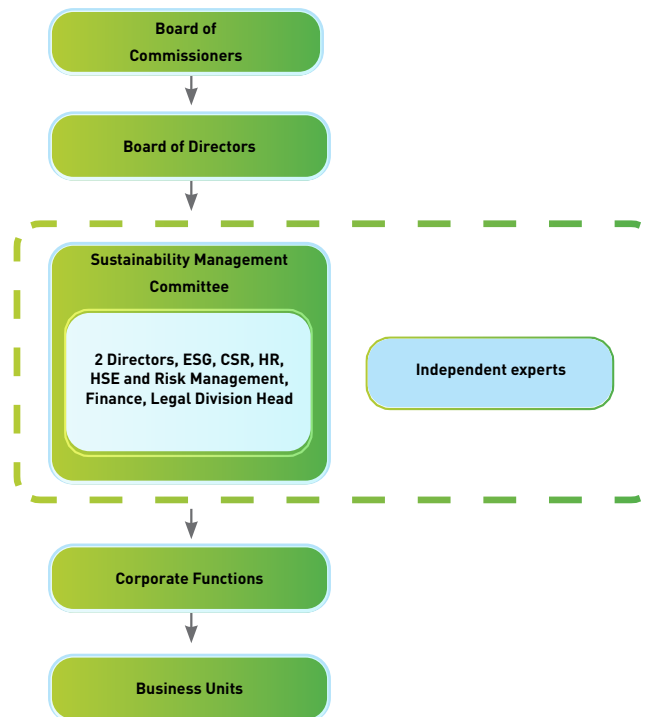 Board of
Commissioners
Board of Directors
Sustainability Management
Committee
2 Directors, ESG, CSR, HR,
HSE and Risk Management,
Finance, Legal Division Head
Independent experts
Corporate Functions
Business Units